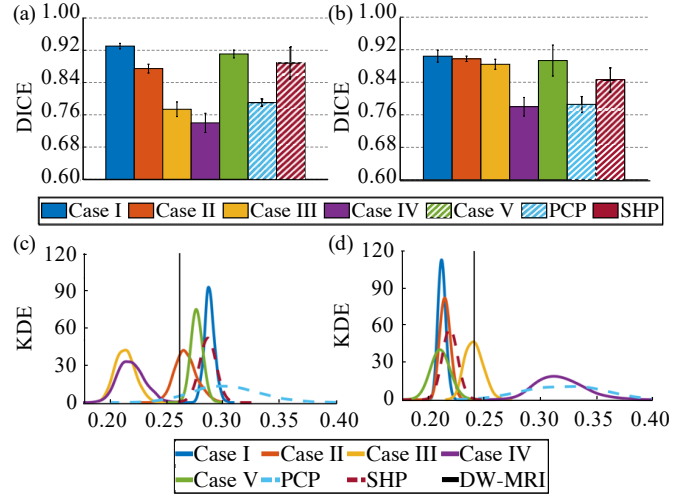 (a) (b)
1.00 1.00
0.92 0.92
0.84 0.84
0.76 0.76
0.68 0.68
0.60 0.60
DICE DICE
Case I Case II Case III Case IV Case V PCP SHP
(c) (d)
120 120
90 90
60 60
30 30
0 0
KDE KDE
0.20 0.25 0.30 0.35 0.40 0.20 0.25 0.30 0.35 0.40
Case I Case II Case III Case IV
Case V PCP SHP DW-MRI